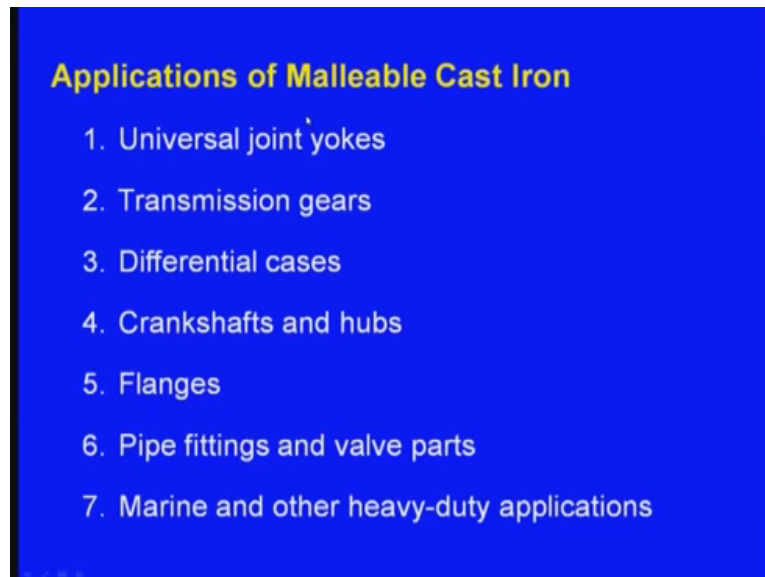 Applications of Malleable Cast Iron
1. Universal joint yokes
2. Transmission gears
3. Differential cases
4. Crankshafts and hubs
5. Flanges
6. Pipe fittings and valve parts
7. Marine and other heavy-duty applications